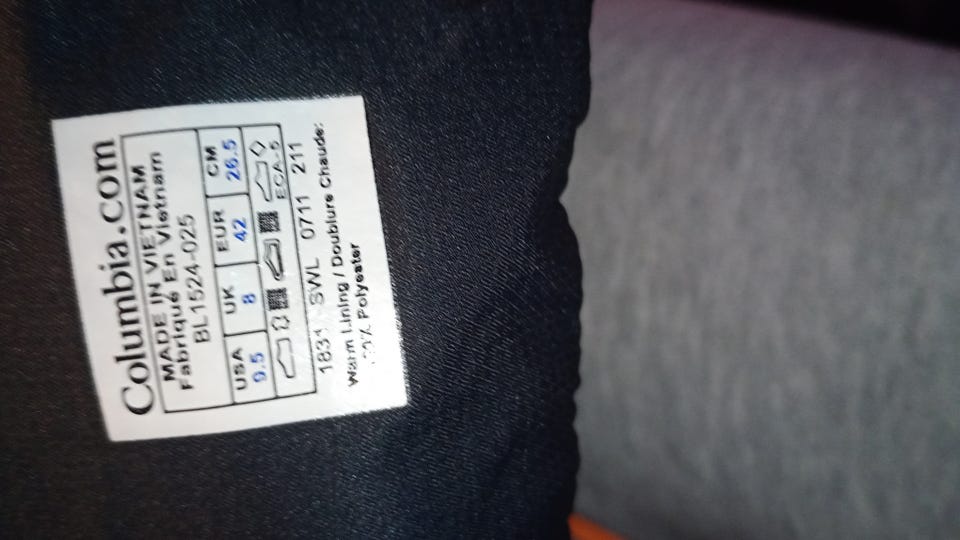 Columbia.com
MADE IN VIETNAM
Fabriqué En Vietnam
BL1524-025
USA UK EUR CM
9.5 8 42 26.5
ECA-5
1831 SWL 0711 211
Warm Lining / Doublure Chaude:
Polyester